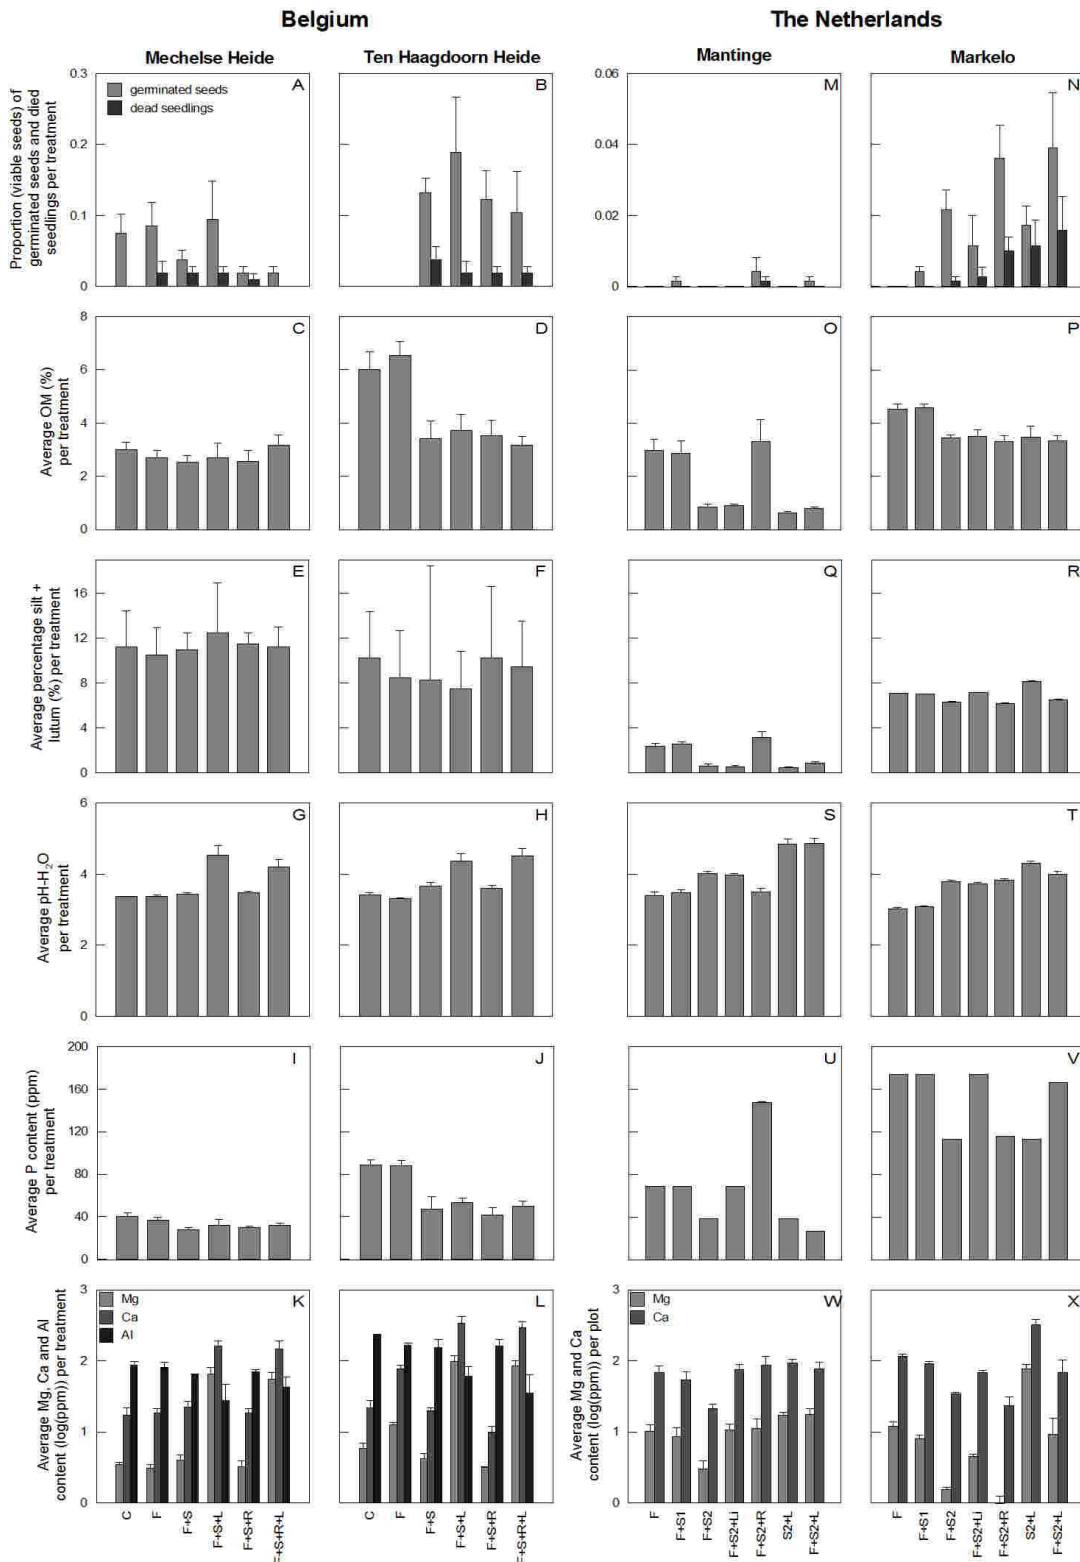 Belgium
The Netherlands
Mechelse Heide
Ten Haagdoorn Heide
Mantinge
Markelo
Proportion (viable seeds) of
germinated seeds and died
seedlings per treatment
0.3
0.2
0.1
0
germinated seeds
dead seedlings
A
B
0.06
0.04
0.02
0
M
N
Average OM (%)
per treatment
8
6
4
2
0
C
D
O
P
Average percentage silt +
lutum (%) per treatment
16
12
8
4
0
E
F
Q
R
Average pH-H2O
per treatment
6
4
2
0
G
H
S
T
Average P content (ppm)
per treatment
200
160
120
80
40
0
I
J
U
V
Average Mg, Ca and Al
content (log(ppm)) per treatment
3
2
1
0
Mg
Ca
Al
K
L
Average Mg and Ca
content (log(ppm)) per plot
3
2
1
0
Mg
Ca
W
X
C
F
F+S
F+S+L
F+S+R
F+S+R+L
C
F
F+S
F+S+L
F+S+R
F+S+R+L
F
F+S1
F+S2
F+S2+Li
F+S2+R
S2+L
F+S2+L
F
F+S1
F+S2
F+S2+Li
F+S2+R
S2+L
F+S2+L